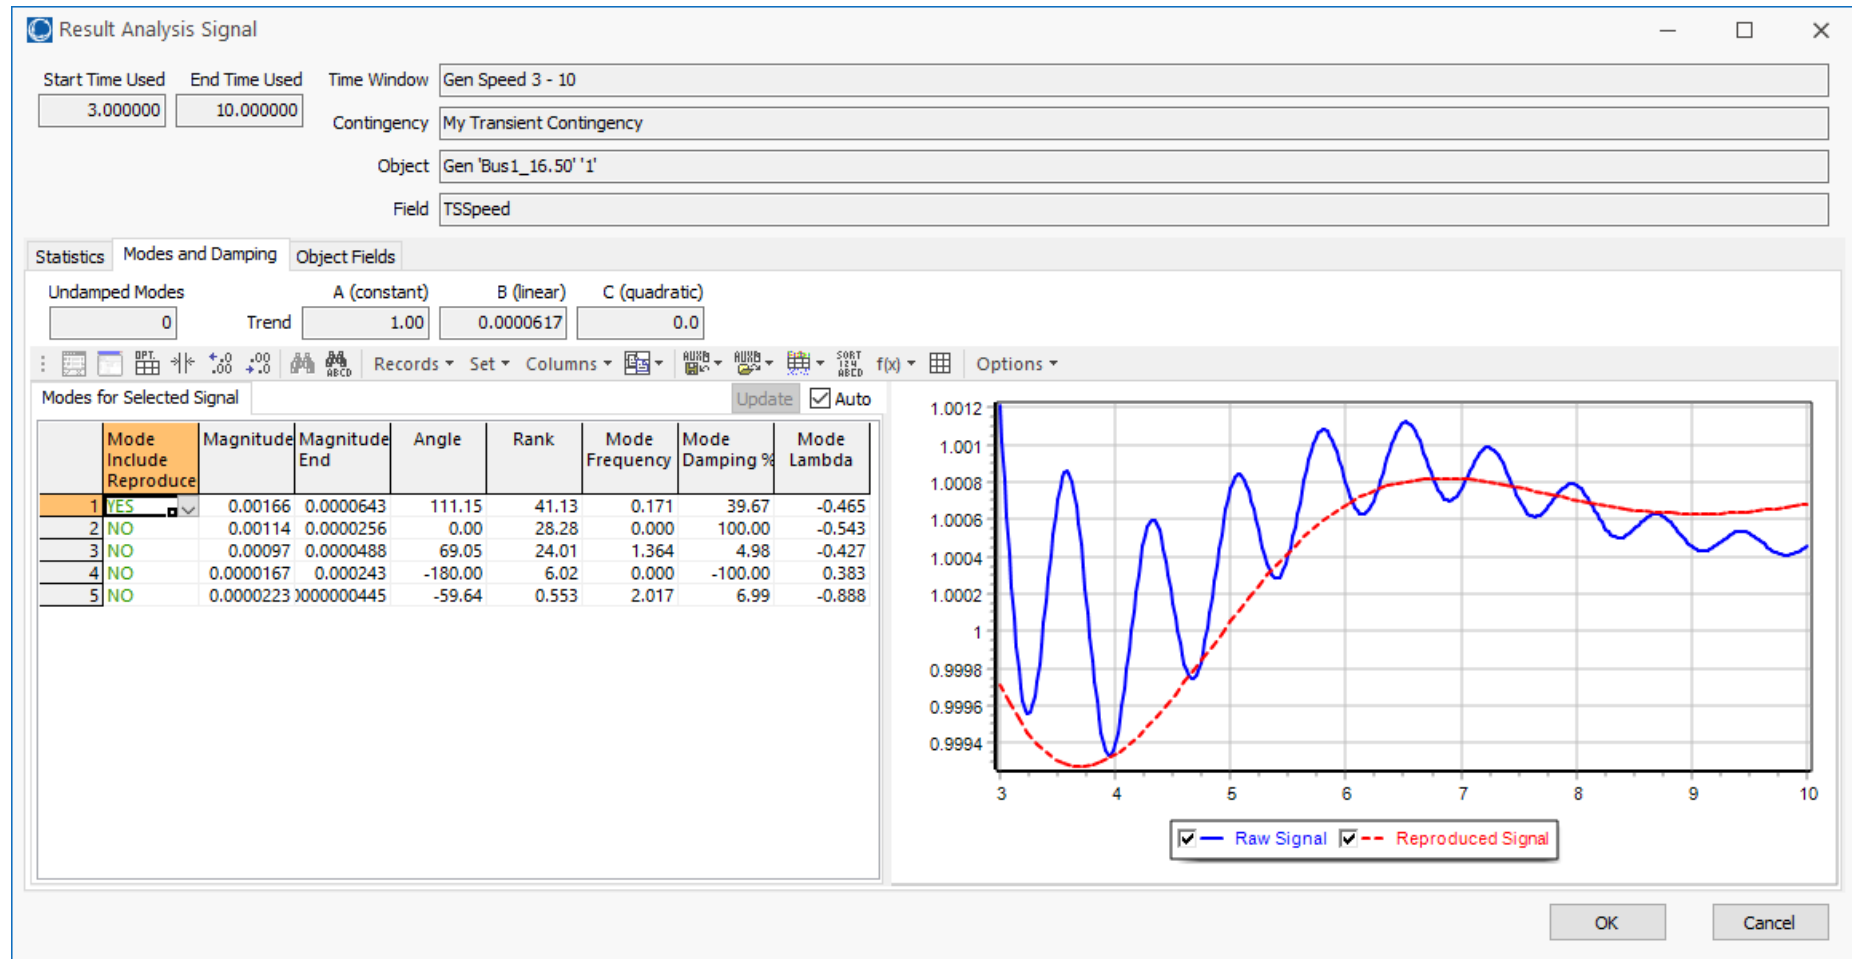 Result Analysis Signal
Start Time Used End Time Used Time Window Gen Speed 3 - 10
3.000000 10.000000
Contingency My Transient Contingency
Object Gen 'Bus1_16.50' '1'
Field TSSpeed
Statistics Modes and Damping Object Fields
Undamped Modes A (constant) B (linear) C (quadratic)
0 Trend 1.00 0.0000617 0.0
Records Set Columns f(x) Options
Modes for Selected Signal Update Auto
Mode Include Reproduce Magnitude Magnitude End Angle Rank Mode Frequency Mode Damping % Mode Lambda
1 YES 0.00166 0.0000643 111.15 41.13 0.171 39.67 -0.465
2 NO 0.00114 0.0000256 0.00 28.28 0.000 100.00 -0.543
3 NO 0.00097 0.0000488 69.05 24.01 1.364 4.98 -0.427
4 NO 0.0000167 0.000243 -180.00 6.02 0.000 -100.00 0.383
5 NO 0.0000223 0000000445 -59.64 0.553 2.017 6.99 -0.888
1.0012
1.001
1.0008
1.0006
1.0004
1.0002
1
0.9998
0.9996
0.9994
3 4 5 6 7 8 9 10
Raw Signal Reproduced Signal
OK Cancel